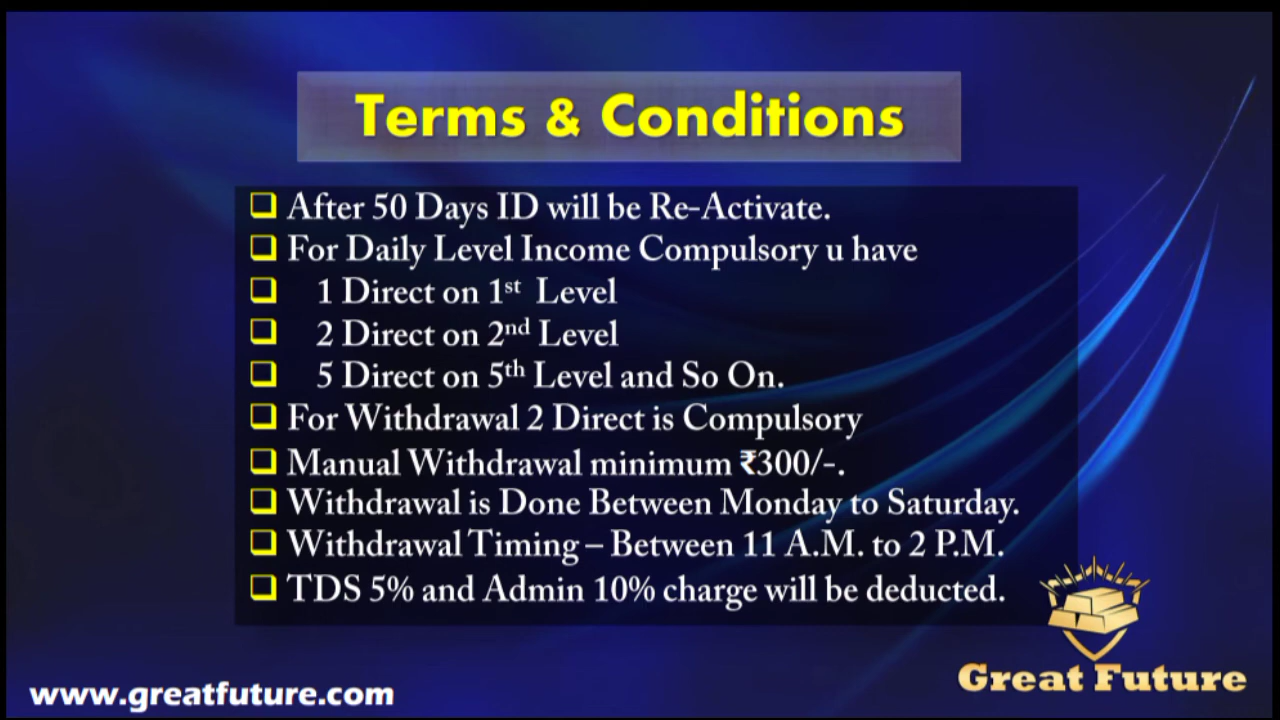 Terms & Conditions
After 50 Days ID will be Re-Activate.
For Daily Level Income Compulsory u have
1 Direct on 1st Level
2 Direct on 2nd Level
5 Direct on 5th Level and So On.
For Withdrawal 2 Direct is Compulsory
Manual Withdrawal minimum ₹300/-.
Withdrawal is Done Between Monday to Saturday.
Withdrawal Timing – Between 11 A.M. to 2 P.M.
TDS 5% and Admin 10% charge will be deducted.
Great Future
www.greatfuture.com